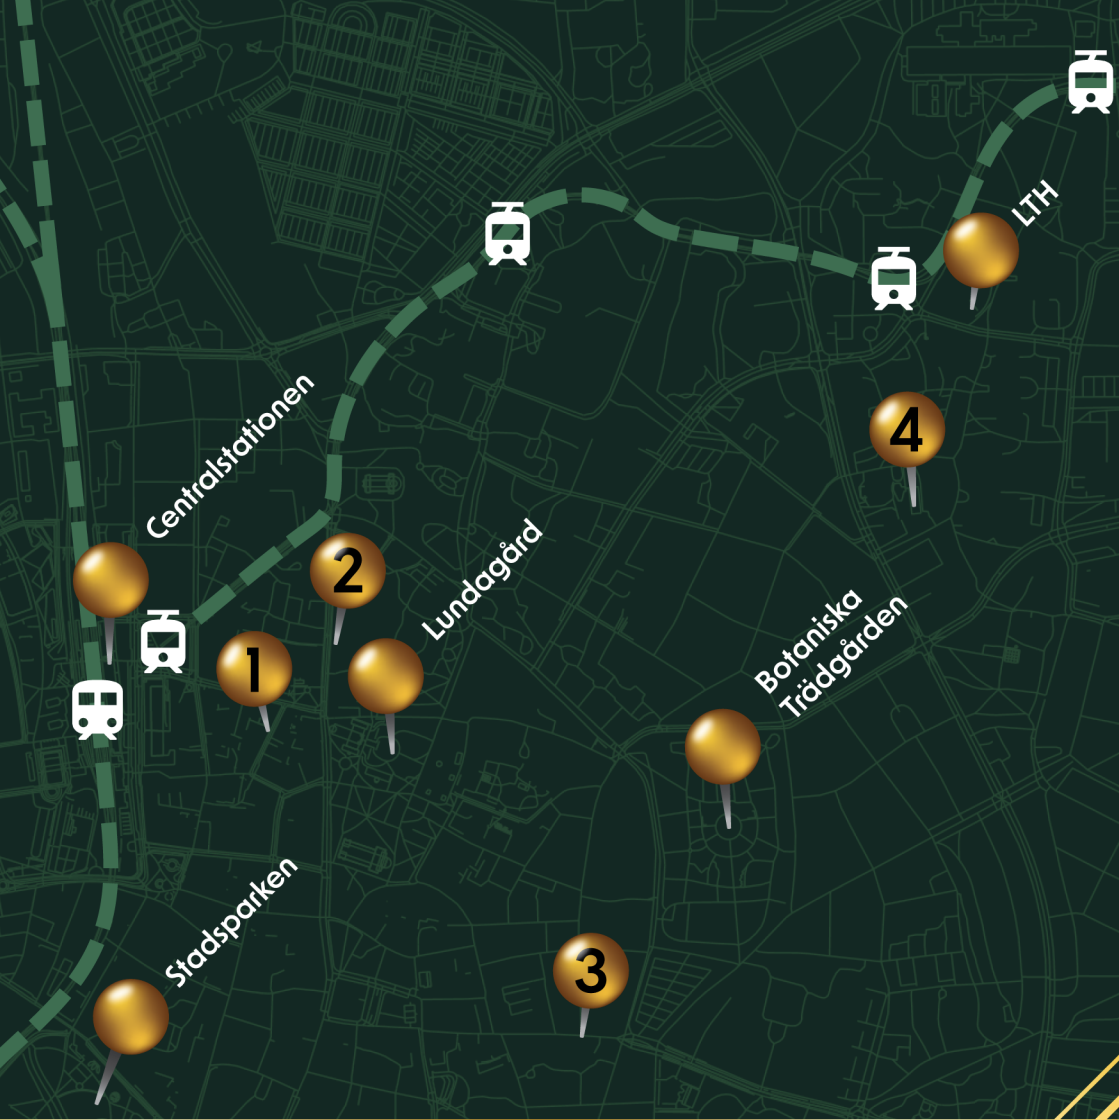 LTH
4
Centralstationen
2
Lundagård
1
Botaniska
Trädgården
Stadsparken
3